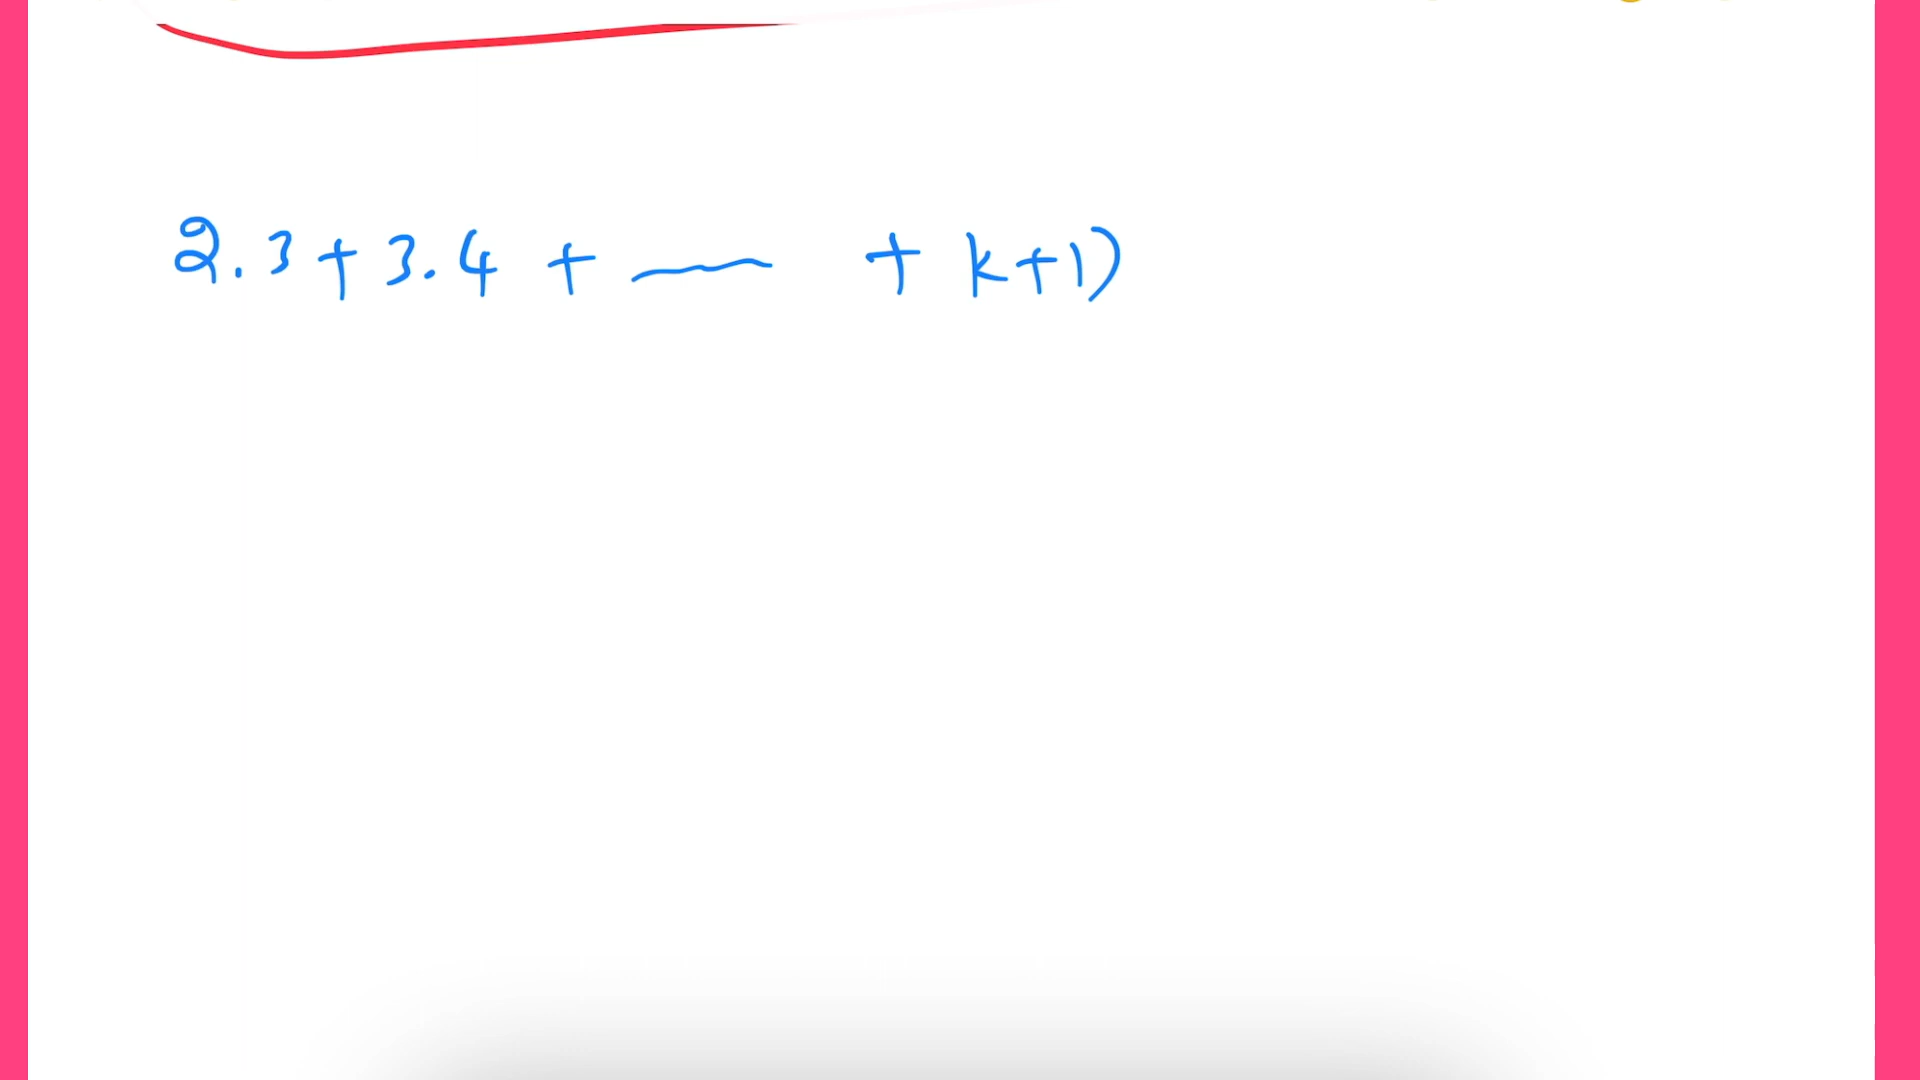 2.3 + 3.4 + — + k+1)